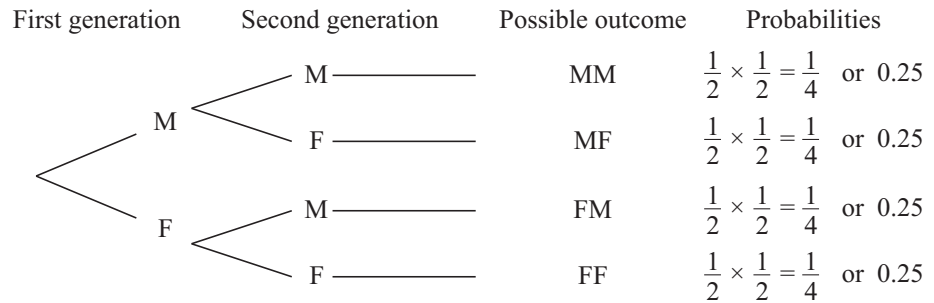 First generation Second generation Possible outcome Probabilities
M MM 1/2 × 1/2 = 1/4 or 0.25
M
F MF 1/2 × 1/2 = 1/4 or 0.25
M FM 1/2 × 1/2 = 1/4 or 0.25
F
F FF 1/2 × 1/2 = 1/4 or 0.25